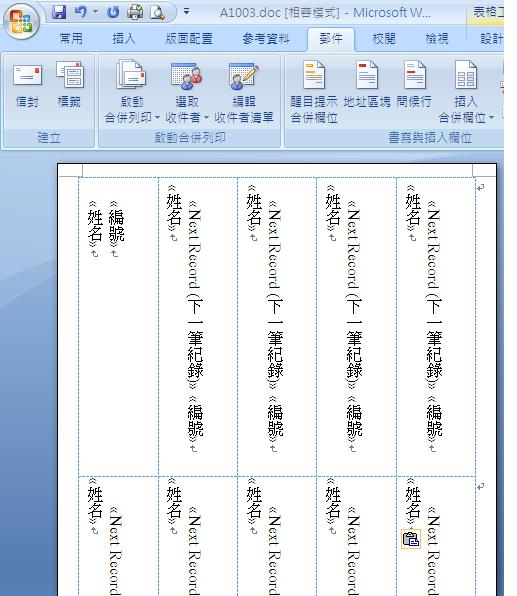 A1003.doc [相容模式] - Microsoft W...
表格工
常用 插入 版面配置 參考資料 郵件 校閱 檢視 設計
信封 標籤
啟動
合併列印
選取
收件者
編輯
收件者清單
醒目提示
合併欄位
地址區塊
問候行
插入
合併欄位
建立 啟動合併列印 書寫與插入欄位
«編號»
«姓名»
«Next Record (下一筆紀錄)» «編號»
«姓名»
«Next Record (下一筆紀錄)» «編號»
«姓名»
«Next Record (下一筆紀錄)» «編號»
«姓名»
«Next Record (下一筆紀錄)» «編號»
«姓名»
«Next Record
«姓名»
«Next Record
«姓名»
«Next Record
«姓名»
«Next Record
«姓名»
«Next Record
«姓名»